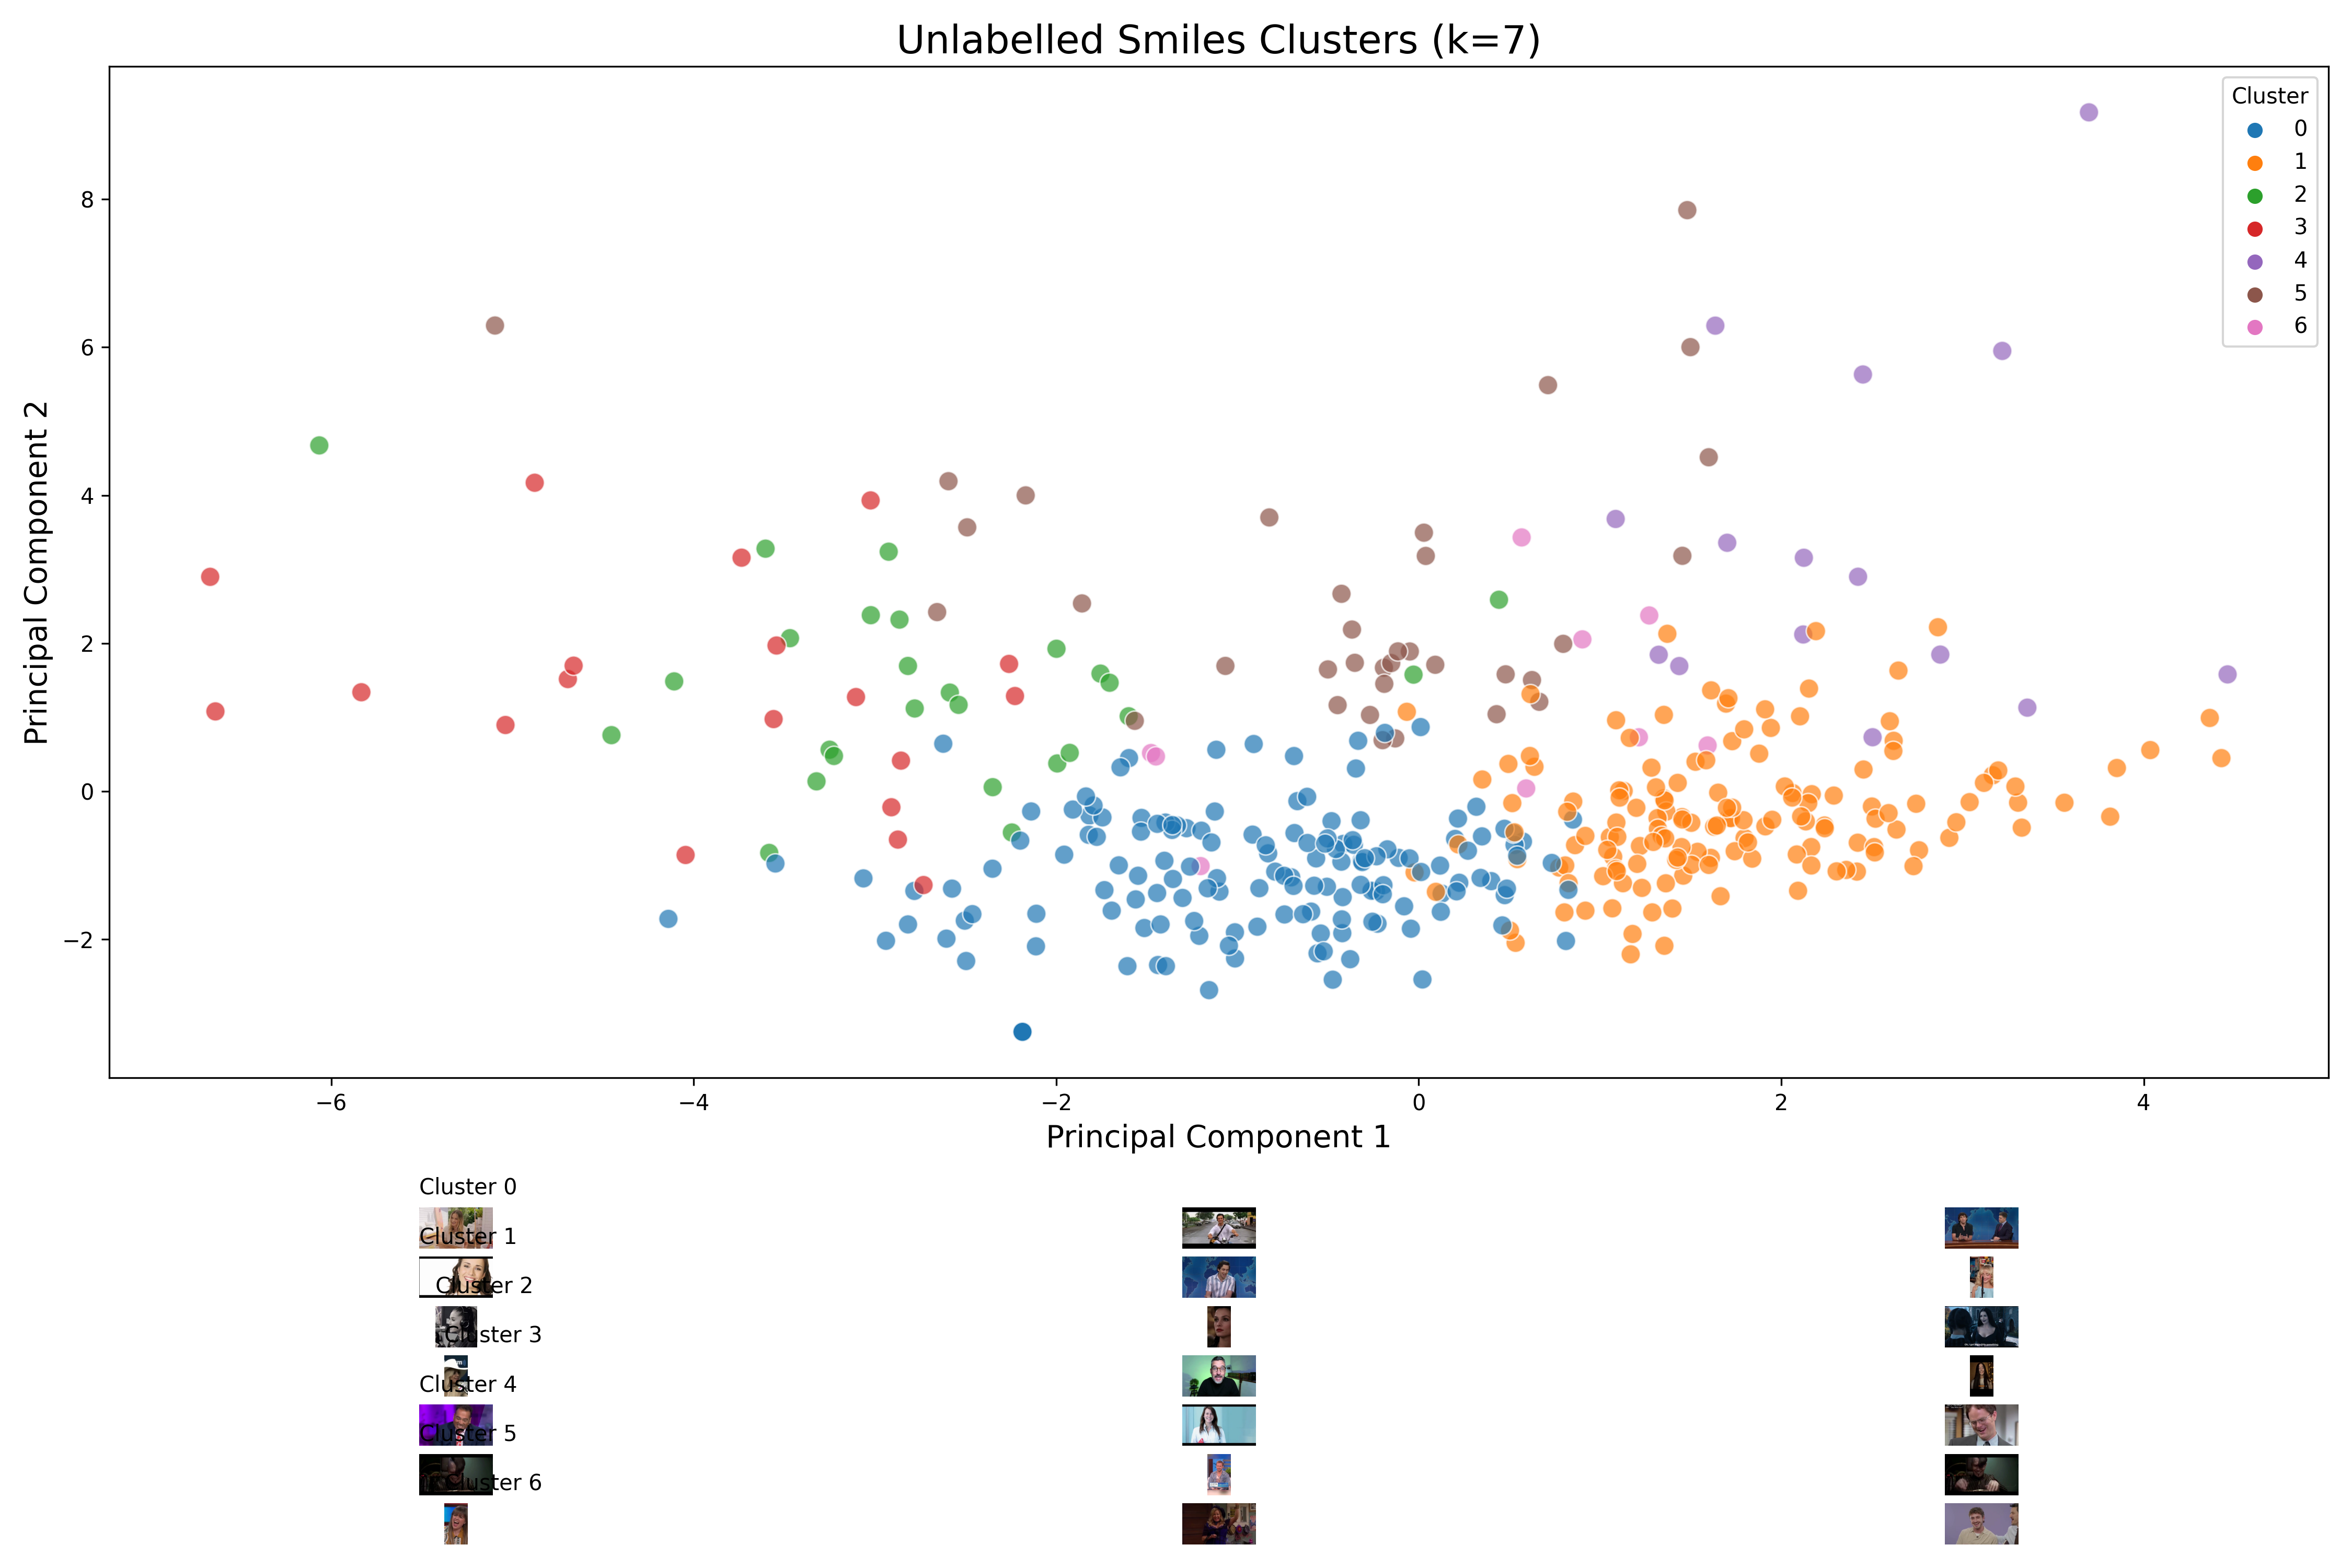 Unlabelled Smiles Clusters (k=7)
Cluster
0
1
2
3
4
5
6
8
6
4
2
0
−2
Principal Component 2
−6
−4
−2
0
2
4
Principal Component 1
Cluster 0
Cluster 1
Cluster 2
Cluster 3
Cluster 4
Cluster 5
Cluster 6